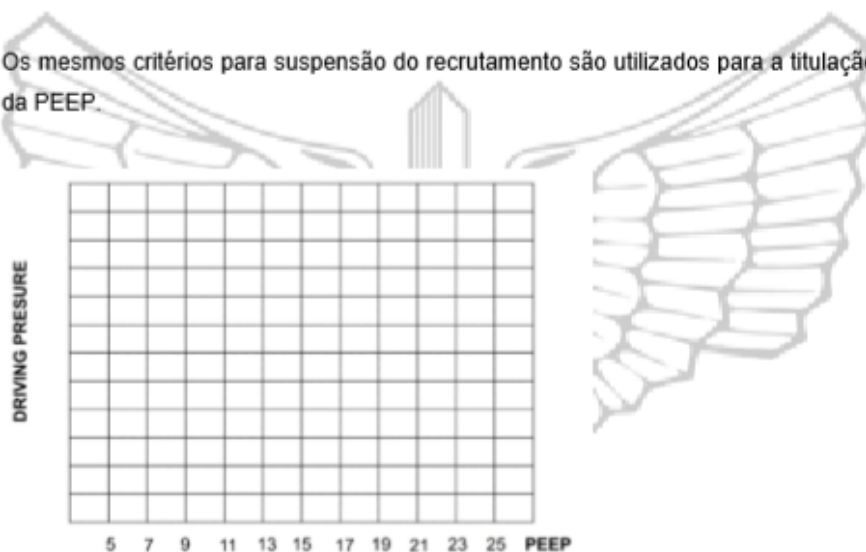 Os mesmos critérios para suspensão do recrutamento são utilizados para a titulação
da PEEP.
DRIVING PRESURE
5 7 9 11 13 15 17 19 21 23 25 PEEP